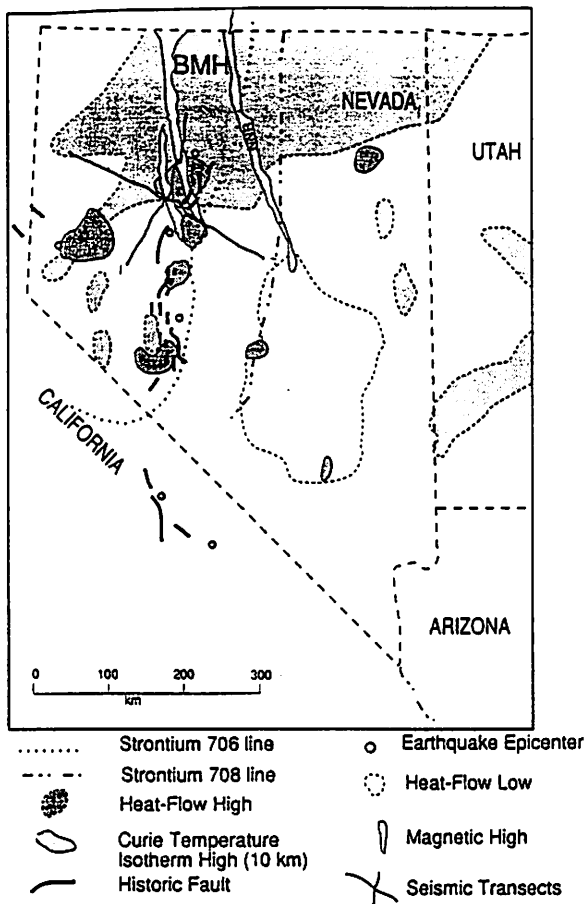 BMH
NEVADA
UTAH
CALIFORNIA
ARIZONA
0 100 200 300
km
Strontium 706 line
Strontium 708 line
Heat-Flow High
Curie Temperature
Isotherm High (10 km)
Historic Fault
Earthquake Epicenter
Heat-Flow Low
Magnetic High
Seismic Transects